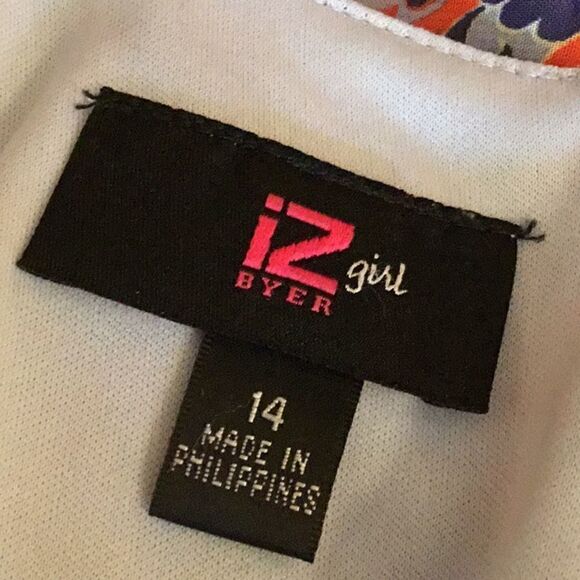 iZ girl
BYER
14
MADE IN
PHILIPPINES